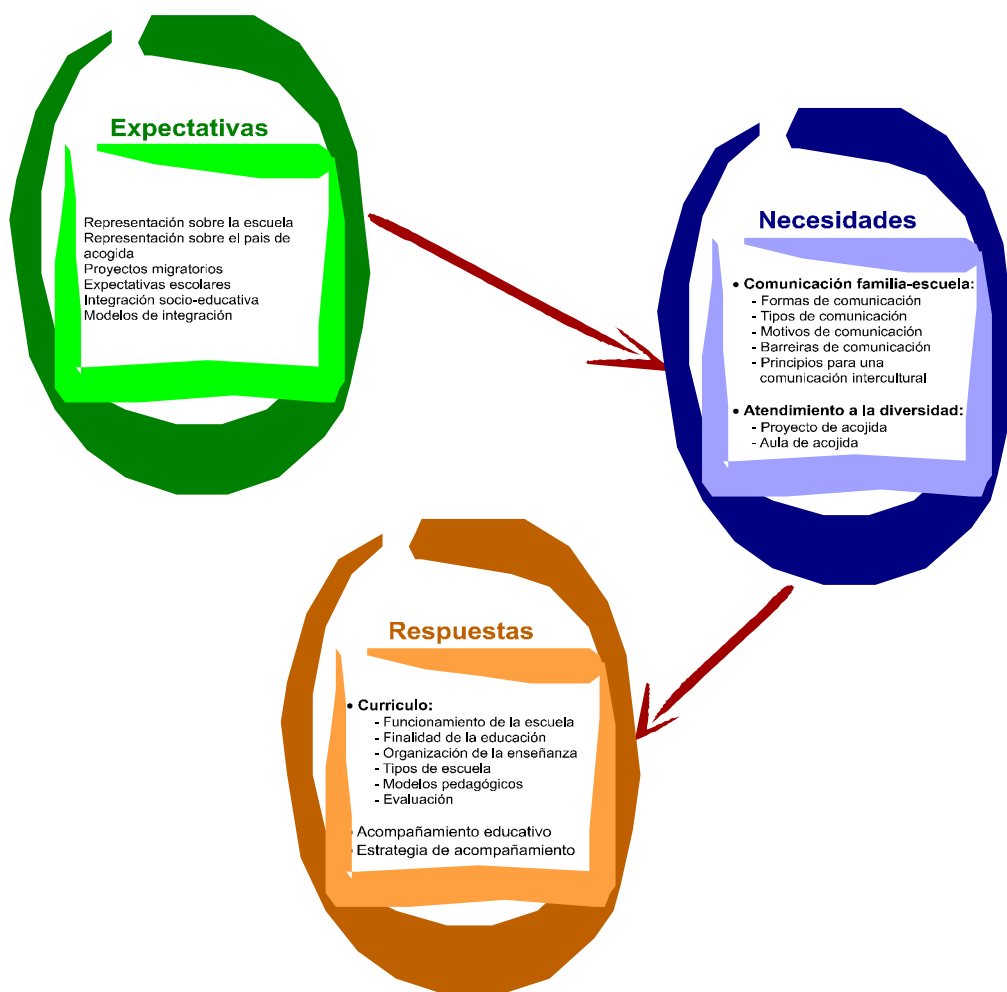 Expectativas
Representación sobre la escuela
Representación sobre el pais de
acogida
Proyectos migratorios
Expectativas escolares
Integración socio-educativa
Modelos de integración
Necesidades
• Comunicación familia-escuela:
- Formas de comunicación
- Tipos de comunicación
- Motivos de comunicación
- Barreiras de comunicación
- Principios para una
comunicación intercultural
• Atendimiento a la diversidad:
- Proyecto de acojida
- Aula de acojida
Respuestas
• Curriculo:
- Funcionamiento de la escuela
- Finalidad de la educación
- Organización de la enseñanza
- Tipos de escuela
- Modelos pedagógicos
- Evaluación
• Acompañamiento educativo
• Estrategia de acompañamiento